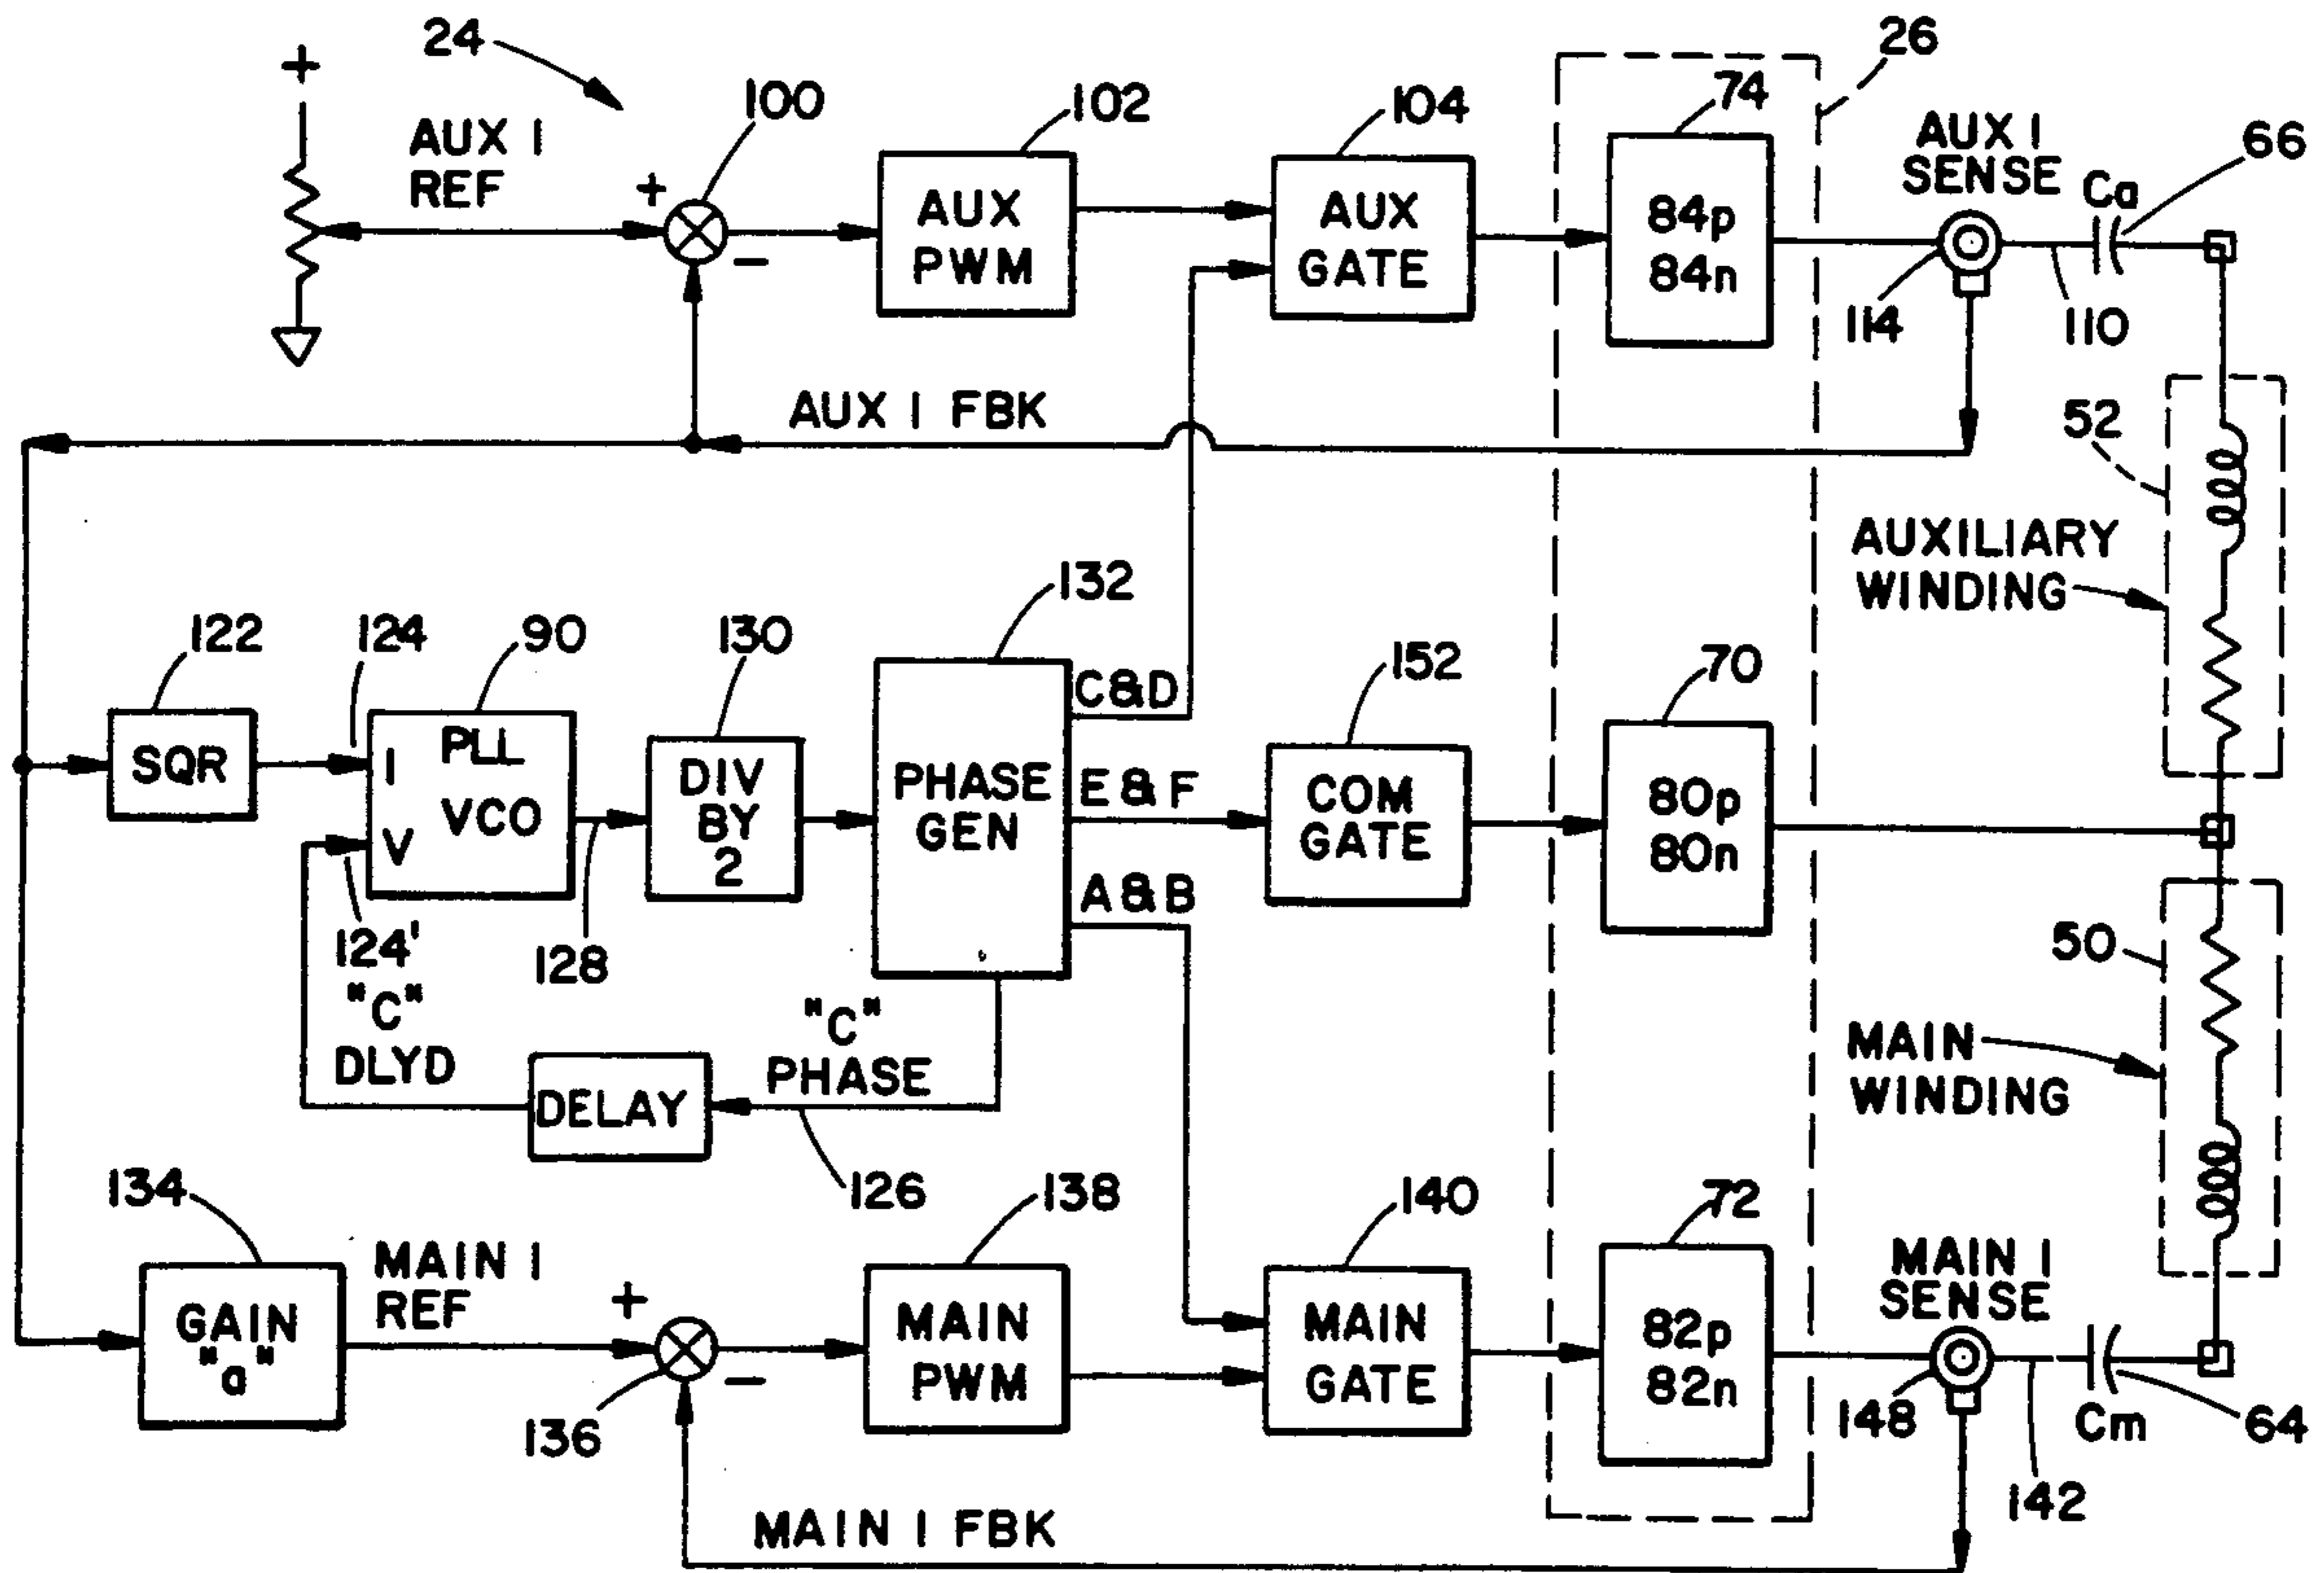 24
26
+
100
102
104
74
AUX I
REF
+
−
AUX
PWM
AUX
GATE
84p
84n
AUX I
SENSE
Ca
66
114
110
AUX I FBK
52
AUXILIARY
WINDING
122
124
90
130
132
C&D
152
70
SQR
I
PLL
VCO
V
DIV
BY
2
PHASE
GEN
E&F
COM
GATE
80p
80n
A&B
124'
"C"
DLYD
128
"C"
PHASE
DELAY
126
50
MAIN
WINDING
134
138
140
72
GAIN
"a"
MAIN I
REF
+
−
136
MAIN
PWM
MAIN
GATE
82p
82n
MAIN I
SENSE
148
Cm
64
142
MAIN I FBK